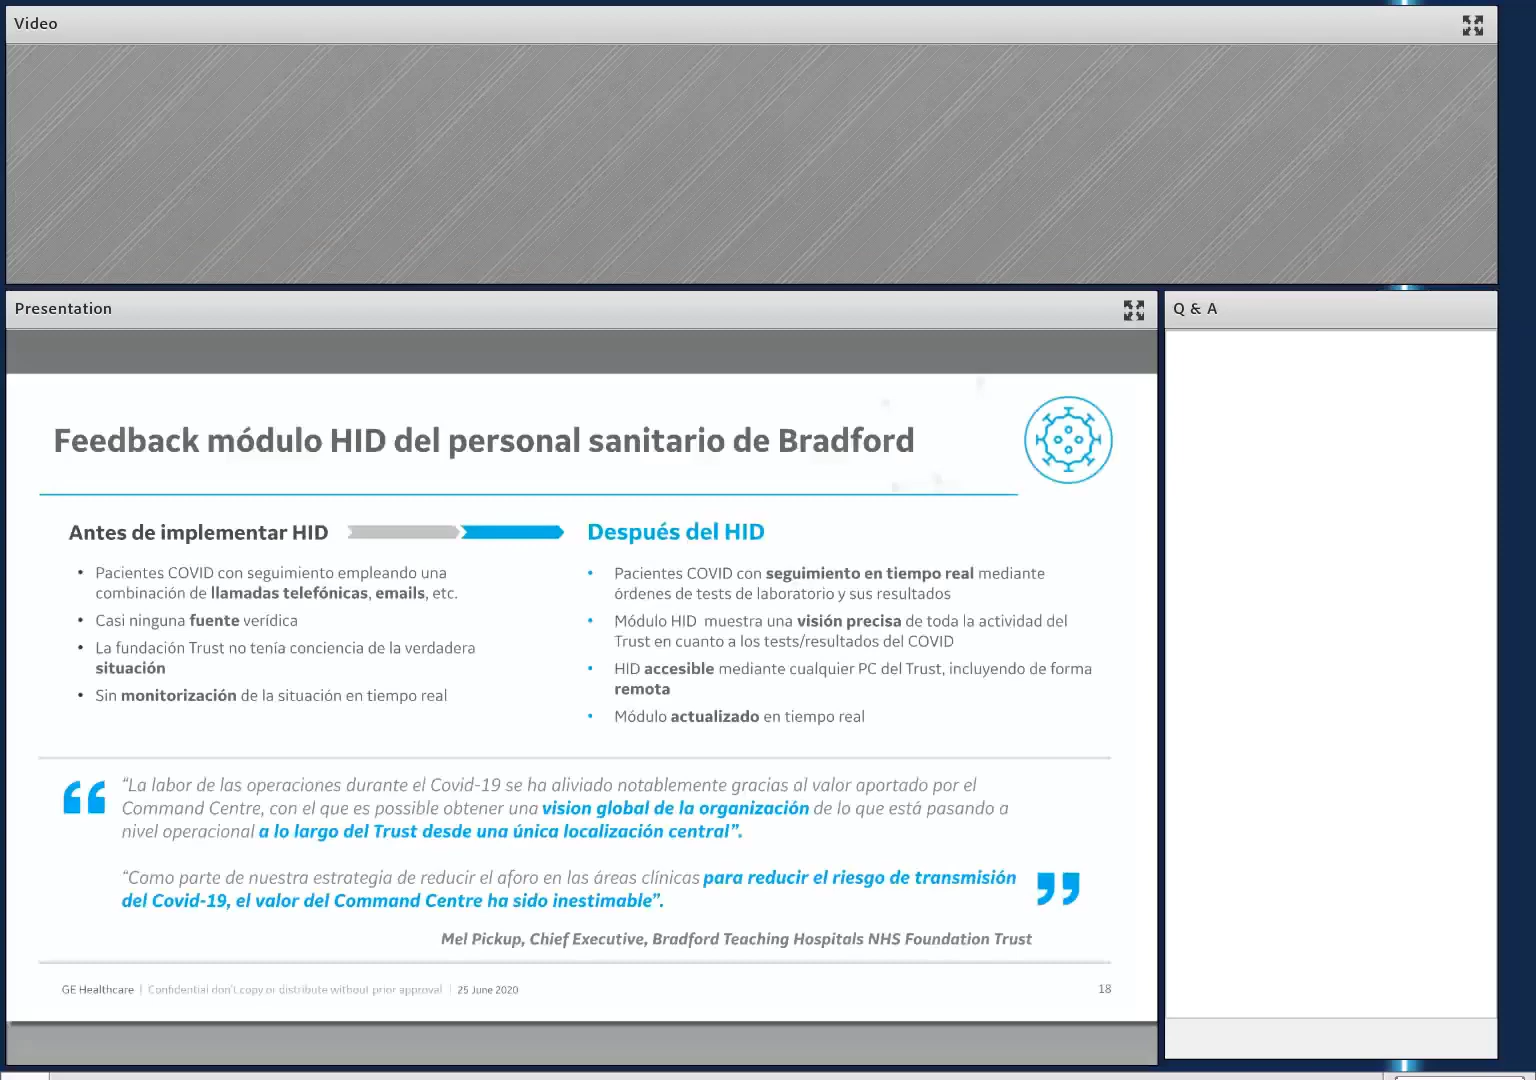 Video
Presentation
Q & A
Feedback módulo HID del personal sanitario de Bradford
Antes de implementar HID
• Pacientes COVID con seguimiento empleando una
combinación de llamadas telefónicas, emails, etc.
• Casi ninguna fuente verídica
• La fundación Trust no tenía conciencia de la verdadera
situación
• Sin monitorización de la situación en tiempo real
Después del HID
• Pacientes COVID con seguimiento en tiempo real mediante
órdenes de tests de laboratorio y sus resultados
• Módulo HID muestra una visión precisa de toda la actividad del
Trust en cuanto a los tests/resultados del COVID
• HID accesible mediante cualquier PC del Trust, incluyendo de forma
remota
• Módulo actualizado en tiempo real
“La labor de las operaciones durante el Covid-19 se ha aliviado notablemente gracias al valor aportado por el
Command Centre, con el que es possible obtener una vision global de la organización de lo que está pasando a
nivel operacional a lo largo del Trust desde una única localización central”.
“Como parte de nuestra estrategia de reducir el aforo en las áreas clínicas para reducir el riesgo de transmisión
del Covid-19, el valor del Command Centre ha sido inestimable”.
Mel Pickup, Chief Executive, Bradford Teaching Hospitals NHS Foundation Trust
GE Healthcare | Confidential don't copy or distribute without prior approval | 25 June 2020
18